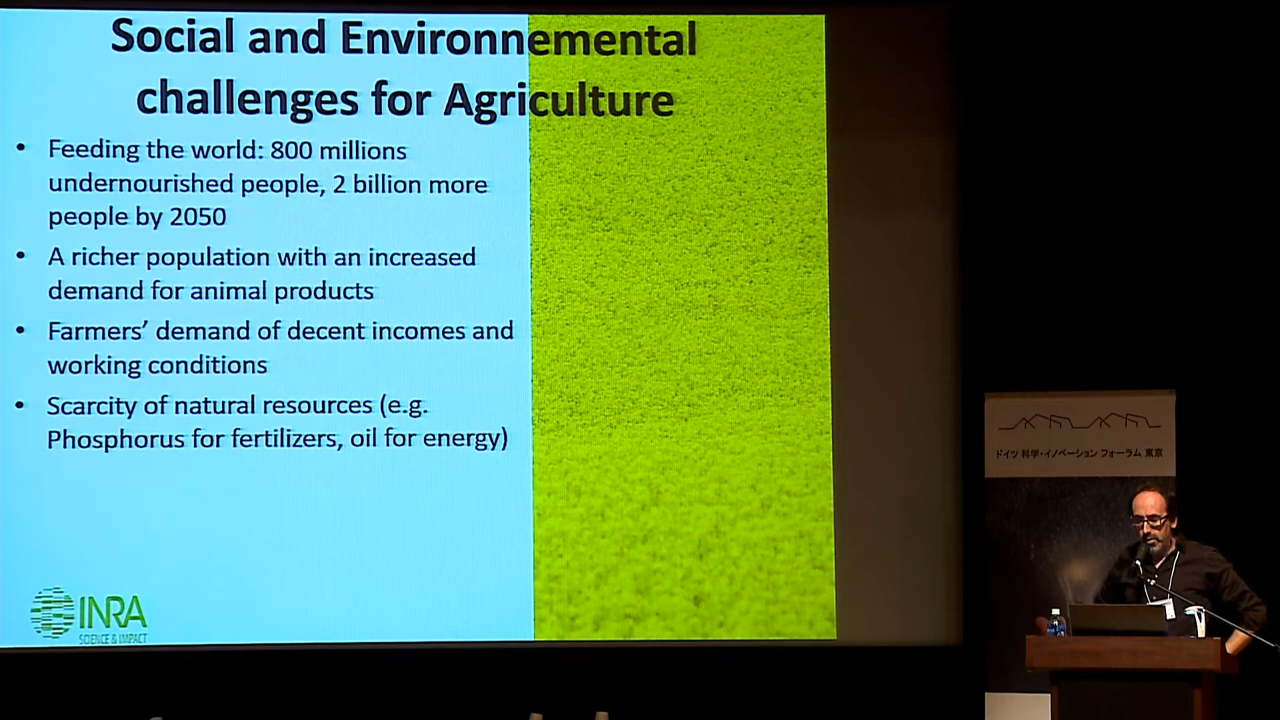 Social and Environnemental
challenges for Agriculture
• Feeding the world: 800 millions
undernourished people, 2 billion more
people by 2050
• A richer population with an increased
demand for animal products
• Farmers’ demand of decent incomes and
working conditions
• Scarcity of natural resources (e.g.
Phosphorus for fertilizers, oil for energy)
INRA
SCIENCE & IMPACT
ドイツ 科学・イノベーション フォーラム 東京